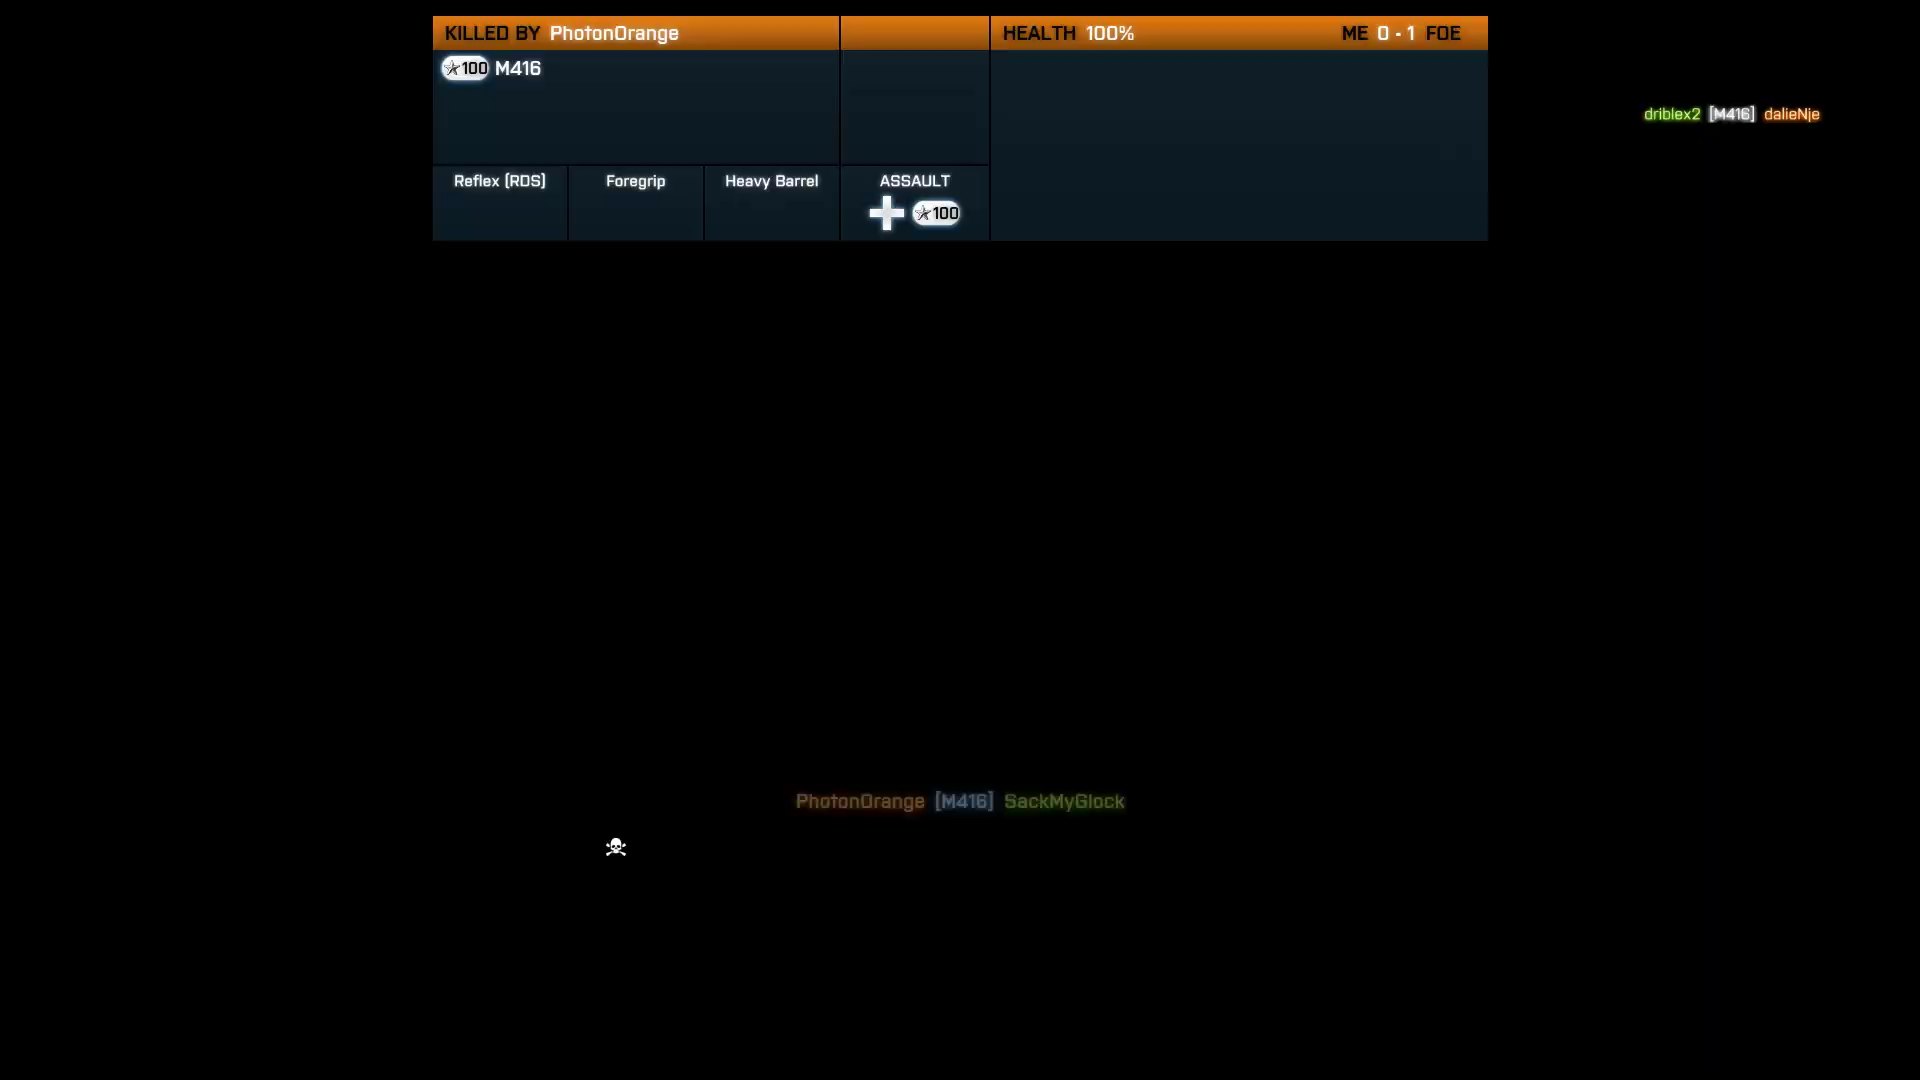 KILLED BY PhotonOrange HEALTH 100% ME 0 - 1 FOE
100 M416
driblex2 [M416] dalieNje
Reflex (RDS) Foregrip Heavy Barrel ASSAULT
100
PhotonOrange [M416] SackMyGlock